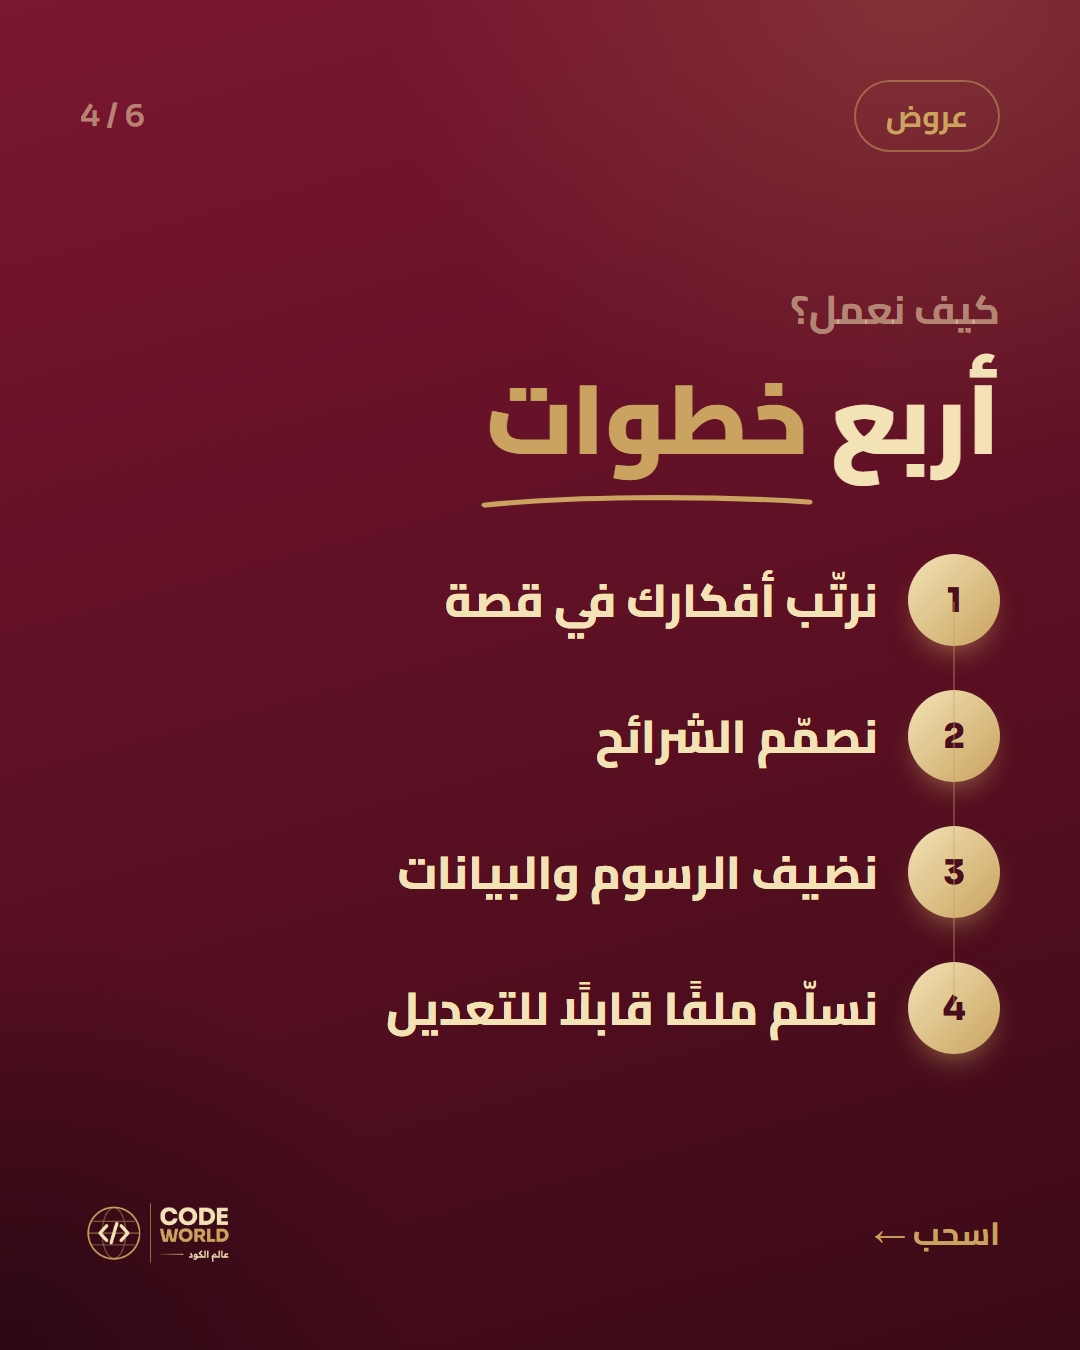 عروض
4 / 6
كيف نعمل؟
أربع خطوات
1 نرتّب أفكارك في قصة
2 نصمّم الشرائح
3 نضيف الرسوم والبيانات
4 نسلّم ملفًا قابلًا للتعديل
اسحب ←
CODE
WORLD
عالم الكود